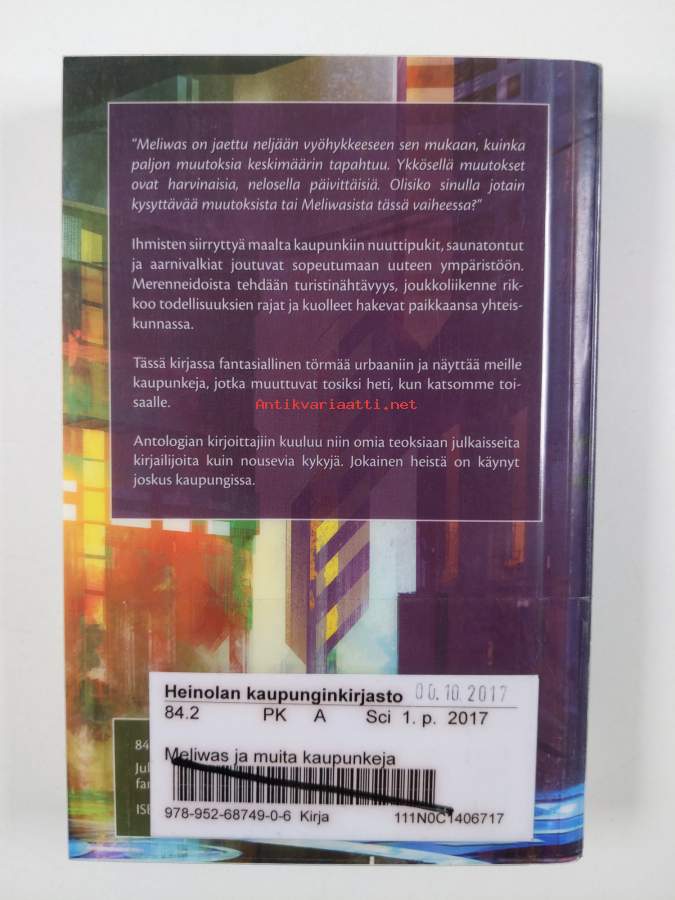 "Meliwas on jaettu neljään vyöhykkeeseen sen mukaan, kuinka
paljon muutoksia keskimäärin tapahtuu. Ykkösellä muutokset
ovat harvinaisia, nelosella päivittäisiä. Olisiko sinulla jotain
kysyttävää muutoksista tai Meliwasista tässä vaiheessa?"
Ihmisten siirryttyä maalta kaupunkiin nuuttipukit, saunatontut
ja aarnivalkiat joutuvat sopeutumaan uuteen ympäristöön.
Merenneidoista tehdään turistinähtävyys, joukkoliikenne rik-
koo todellisuuksien rajat ja kuolleet hakevat paikkaansa yhteis-
kunnassa.
Tässä kirjassa fantasiallinen törmää urbaaniin ja näyttää meille
kaupunkeja, jotka muuttuvat tosiksi heti, kun katsomme toi-
saalle.
Antikvariaatti.net
Antologian kirjoittajiin kuuluu niin omia teoksiaan julkaisseita
kirjailijoita kuin nousevia kykyjä. Jokainen heistä on käynyt
joskus kaupungissa.
Heinolan kaupunginkirjasto 00.10.2017
84.2 PK A Sci 1. p. 2017
Meliwas ja muita kaupunkeja
978-952-68749-0-6 Kirja 111N0C1406717
84
Jul
fan
ISB